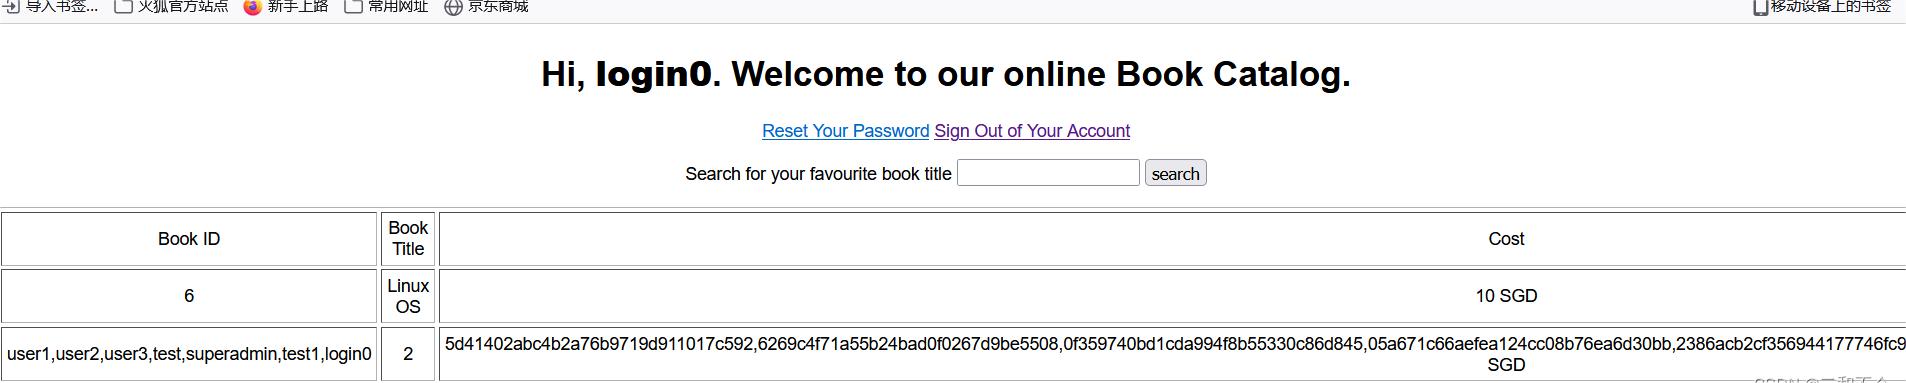 导入书签... 火狐官方站点 新手上路 常用网址 京东商城 移动设备上的书签
Hi, login0. Welcome to our online Book Catalog.
Reset Your Password Sign Out of Your Account
Search for your favourite book title search
Book ID Book Title Cost
6 Linux OS 10 SGD
user1,user2,user3,test,superadmin,test1,login0 2 5d41402abc4b2a76b9719d911017c592,6269c4f71a55b24bad0f0267d9be5508,0f359740bd1cda994f8b55330c86d845,05a671c66aefea124cc08b76ea6d30bb,2386acb2cf356944177746fc9
SGD